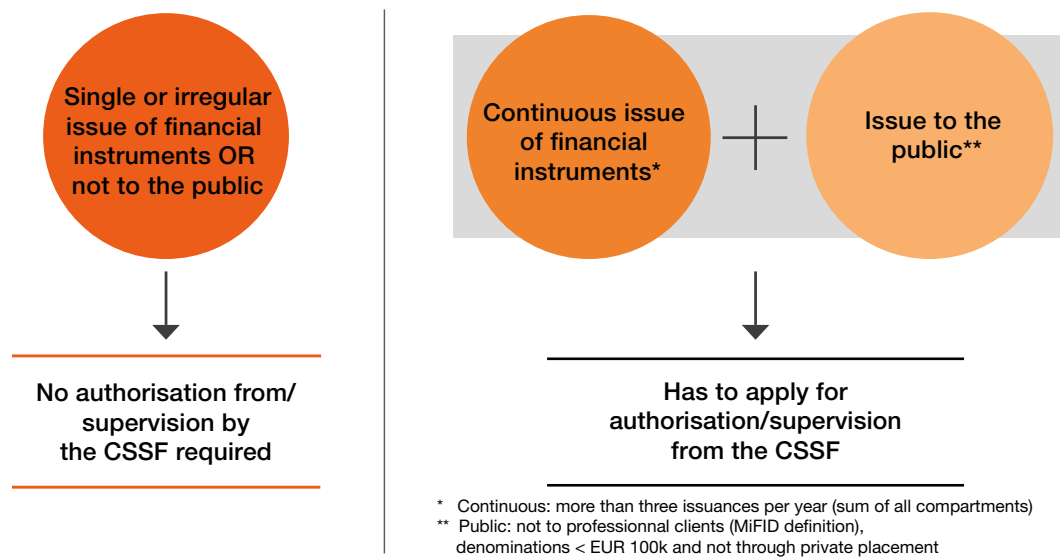 Single or irregular
issue of financial
instruments OR
not to the public
No authorisation from/
supervision by
the CSSF required
Continuous issue
of financial
instruments*
Issue to the
public**
Has to apply for
authorisation/supervision
from the CSSF
* Continuous: more than three issuances per year (sum of all compartments)
** Public: not to professionnal clients (MiFID definition),
denominations < EUR 100k and not through private placement